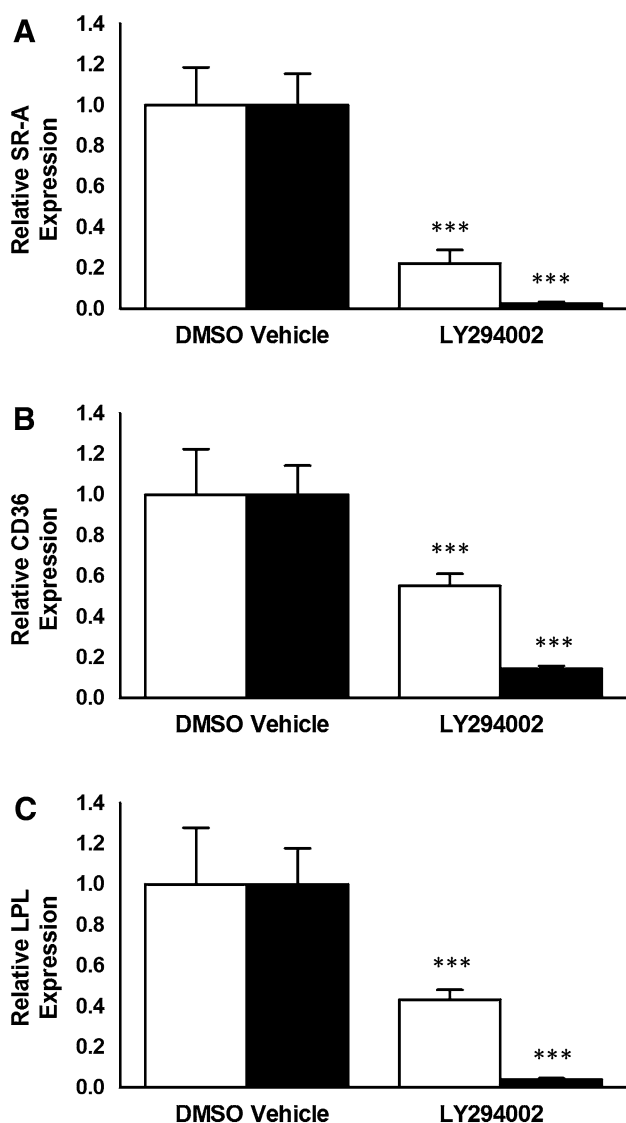 A
Relative SR-A
Expression
1.4
1.2
1.0
0.8
0.6
0.4
0.2
0.0
***
***
DMSO Vehicle
LY294002
B
Relative CD36
Expression
1.4
1.2
1.0
0.8
0.6
0.4
0.2
0.0
***
***
DMSO Vehicle
LY294002
C
Relative LPL
Expression
1.4
1.2
1.0
0.8
0.6
0.4
0.2
0.0
***
***
DMSO Vehicle
LY294002